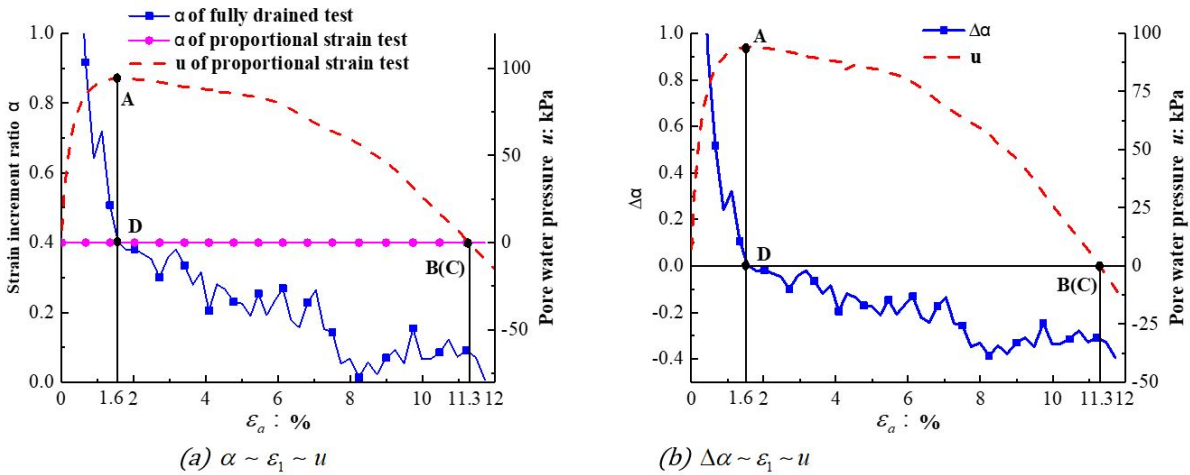 α of fully drained test
α of proportional strain test
u of proportional strain test
Strain increment ratio α
1.0
0.8
0.6
0.4
0.2
0.0
A
D
B(C)
100
50
0
-50
Pore water pressure u: kPa
0 1.6 2 4 6 8 10 11.3 12
εa : %
(a) α ~ ε1 ~ u
Δα
u
Δα
1.0
0.8
0.6
0.4
0.2
0.0
-0.2
-0.4
A
D
B(C)
100
75
50
25
0
-25
-50
Pore water pressure u: kPa
0 1.6 2 4 6 8 10 11.3 12
εa : %
(b) Δα ~ ε1 ~ u